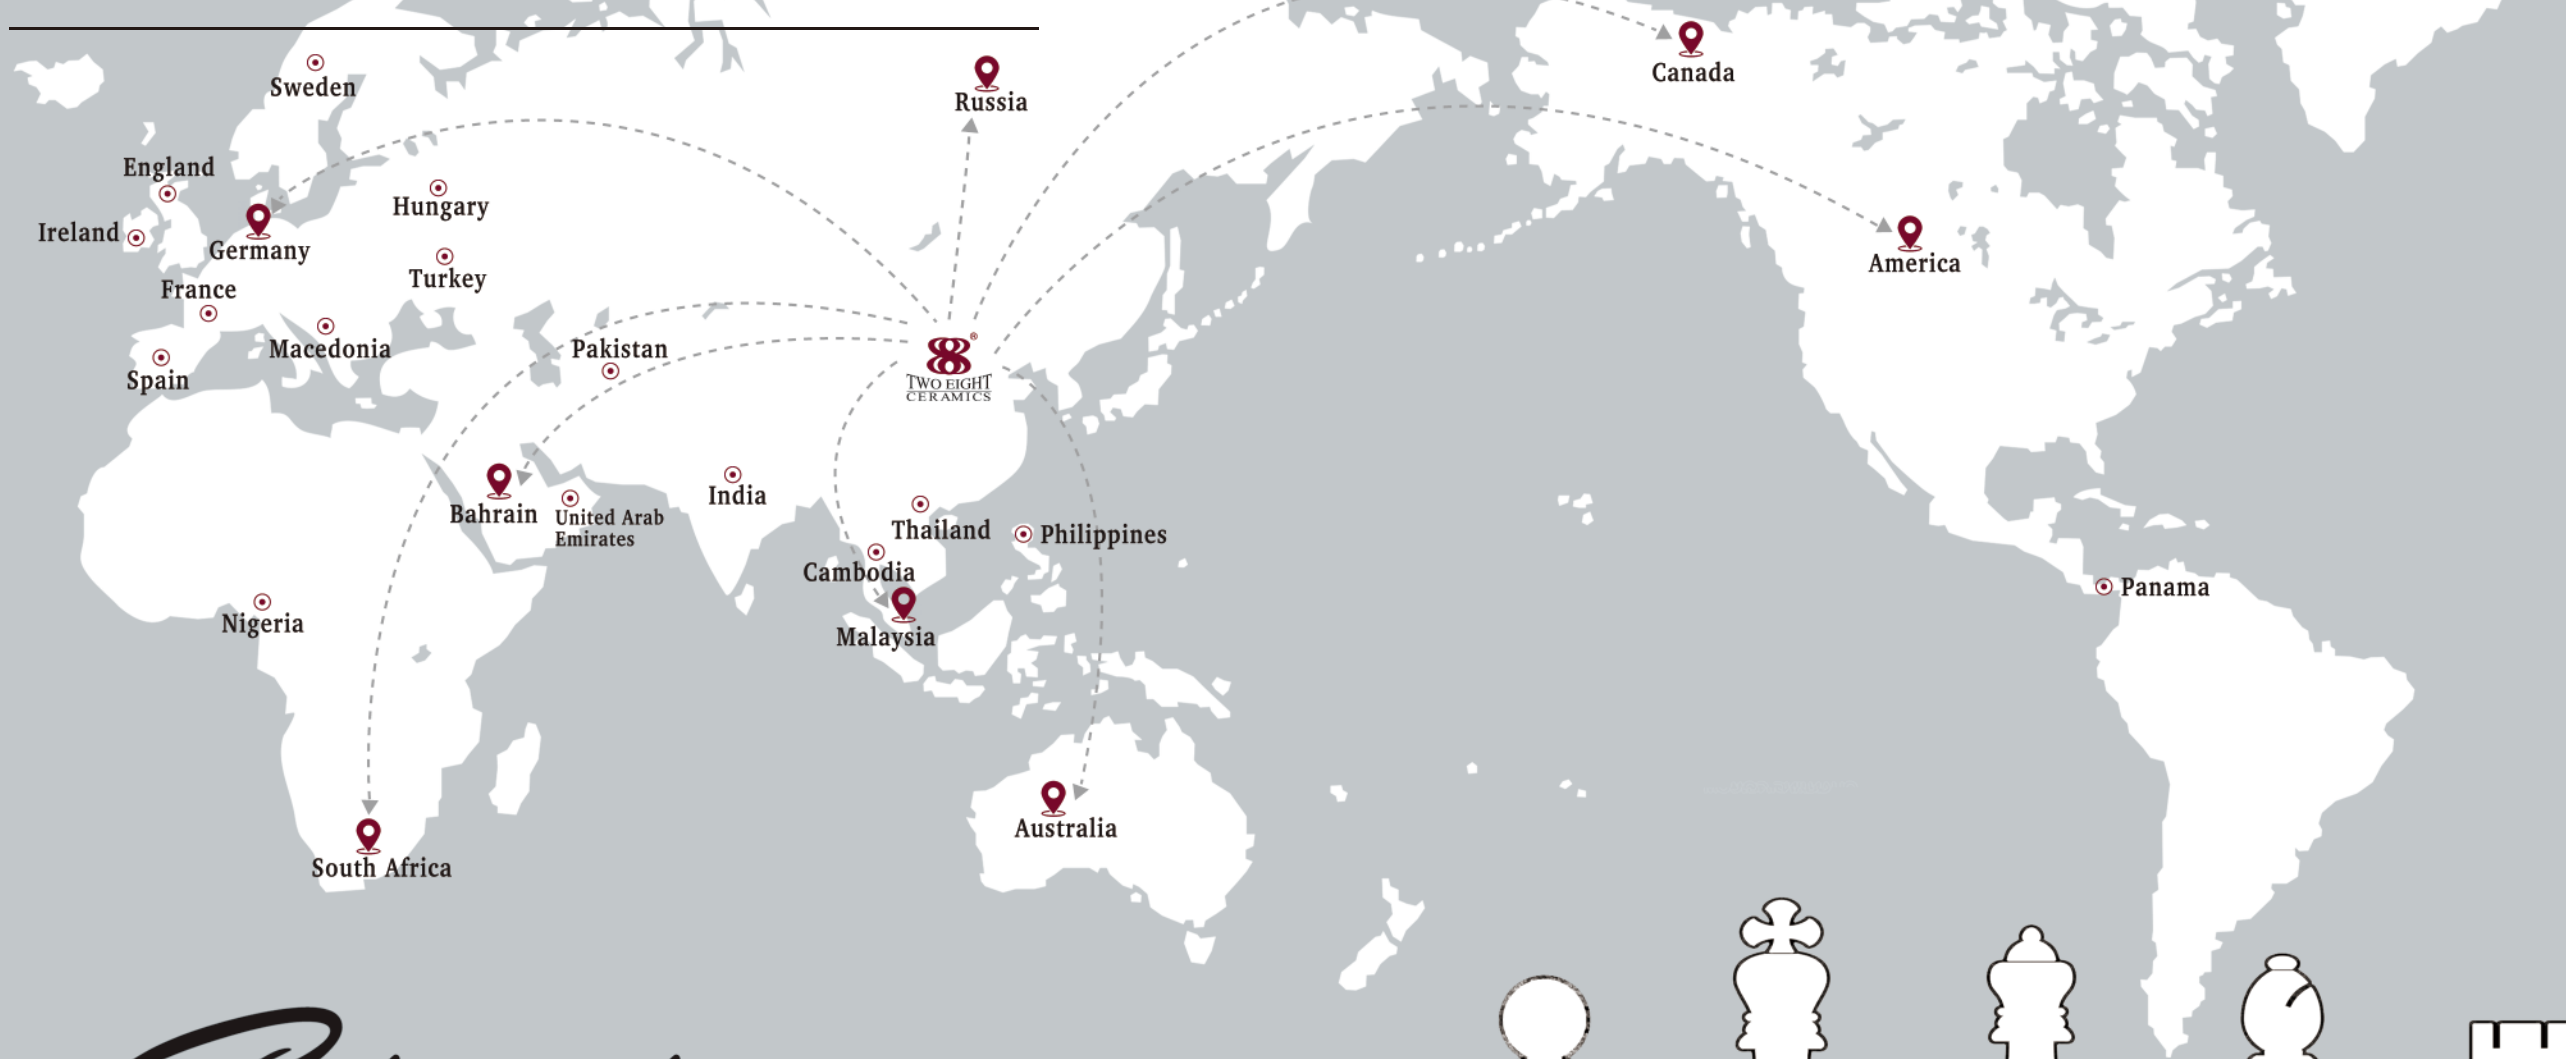 Sweden
Russia
Canada
England
Hungary
Ireland
Germany
Turkey
America
France
Macedonia
Pakistan
Spain
®
TWO EIGHT
CERAMICS
India
Bahrain
United Arab
Emirates
Thailand
Philippines
Cambodia
Panama
Nigeria
Malaysia
Australia
South Africa